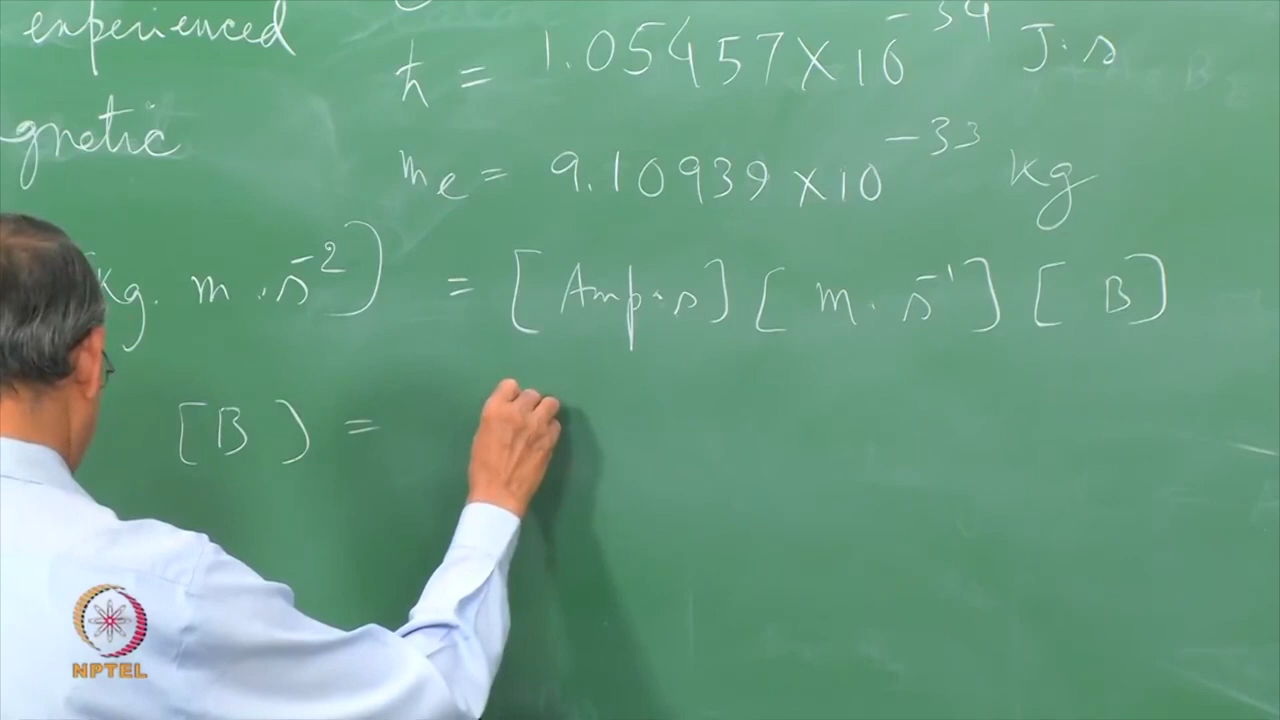 experienced
ħ = 1.05457 × 10⁻³⁴ J·s
gnetic
mₑ = 9.10939 × 10⁻³³ kg
kg. m · s⁻²) = [Amp·s] [m · s⁻¹] [B]
[B) =
NPTEL